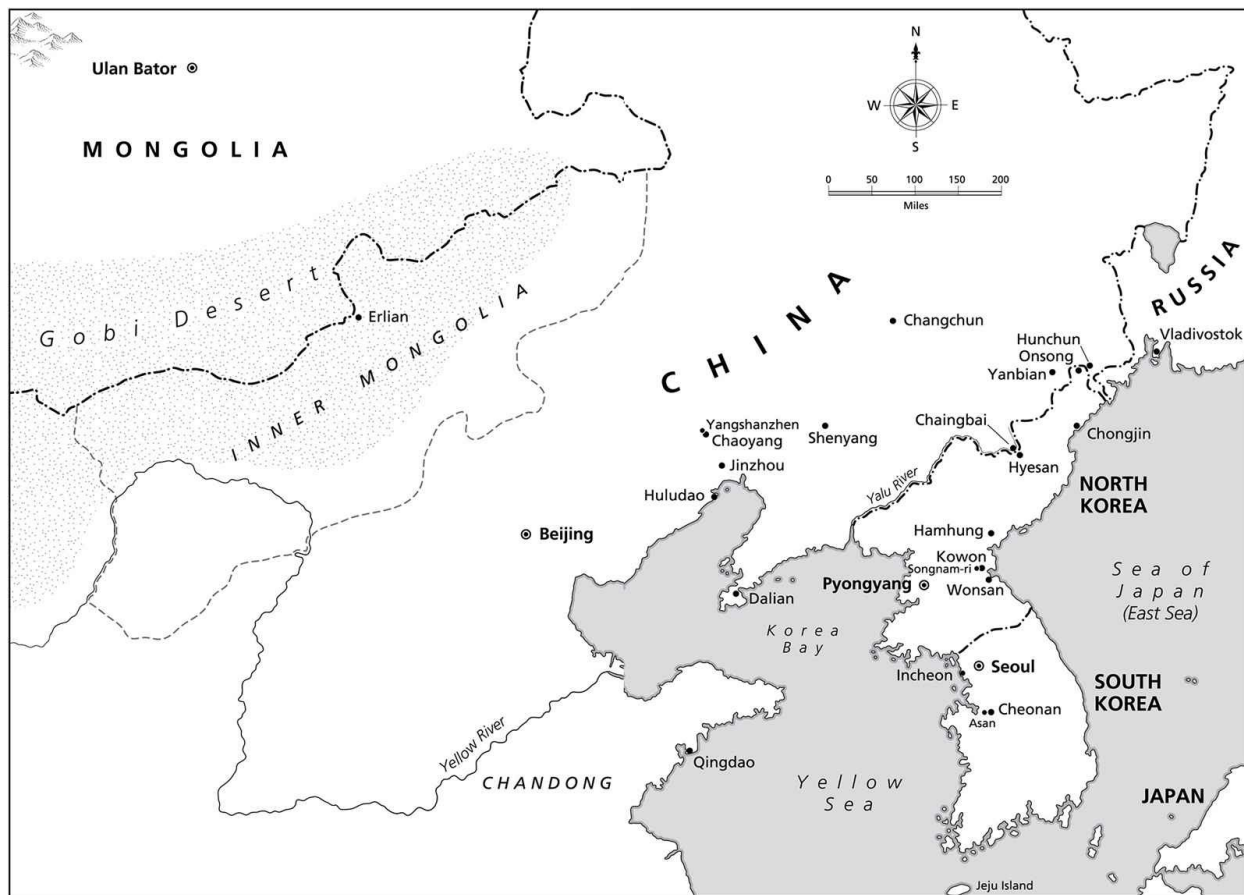 N
Ulan Bator
W
E
MONGOLIA
S
0 50 100 150 200
Miles
RUSSIA
Gobi Desert
Erlian
INNER MONGOLIA
CHINA
Changchun
Hunchun
Onsong
Yanbian
Vladivostok
Yangshanzhen
Chaoyang
Shenyang
Chaingbai
Chongjin
Jinzhou
Hyesan
Yalu River
NORTH
KOREA
Huludao
Beijing
Hamhung
Kowon
Songnam-ri
Pyongyang
Wonsan
Sea of
Japan
(East Sea)
Dalian
Korea
Bay
Incheon
Seoul
SOUTH
KOREA
Asan
Cheonan
Yellow River
Qingdao
CHANDONG
Yellow
Sea
JAPAN
Jeju Island